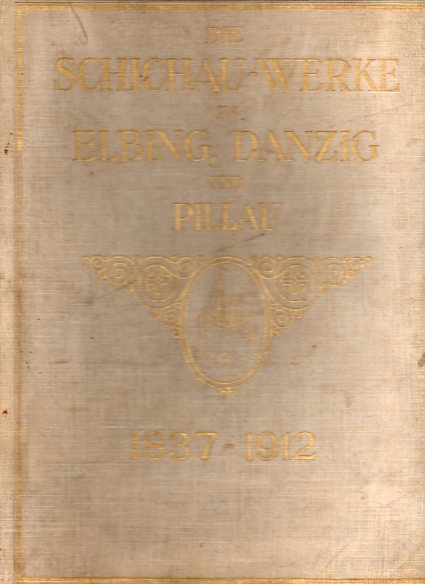 DIE
SCHICHAU-WERKE
IN
ELBING, DANZIG
UND
PILLAU
1837-1912